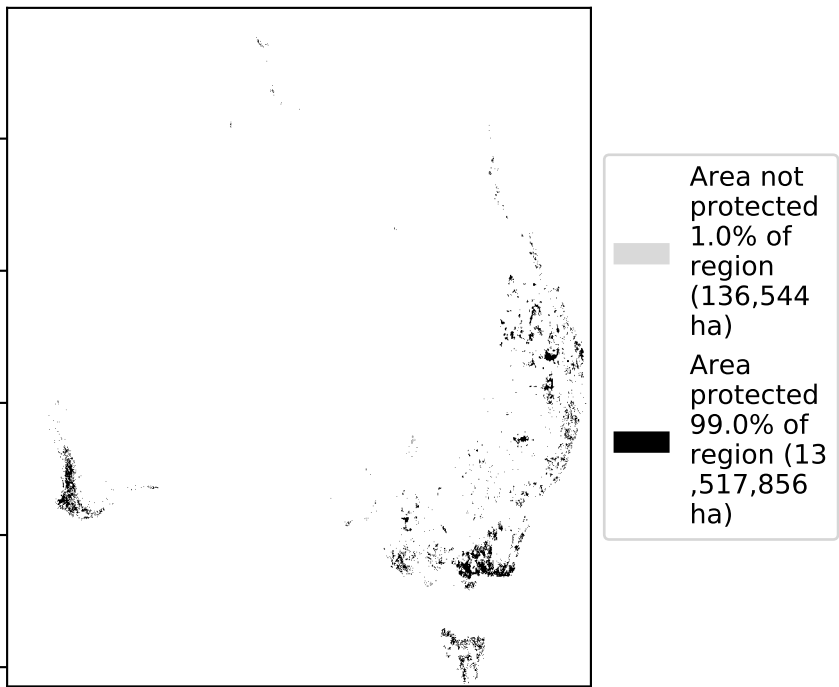 Area not
protected
1.0% of
region
(136,544
ha)
Area
protected
99.0% of
region (13
,517,856
ha)